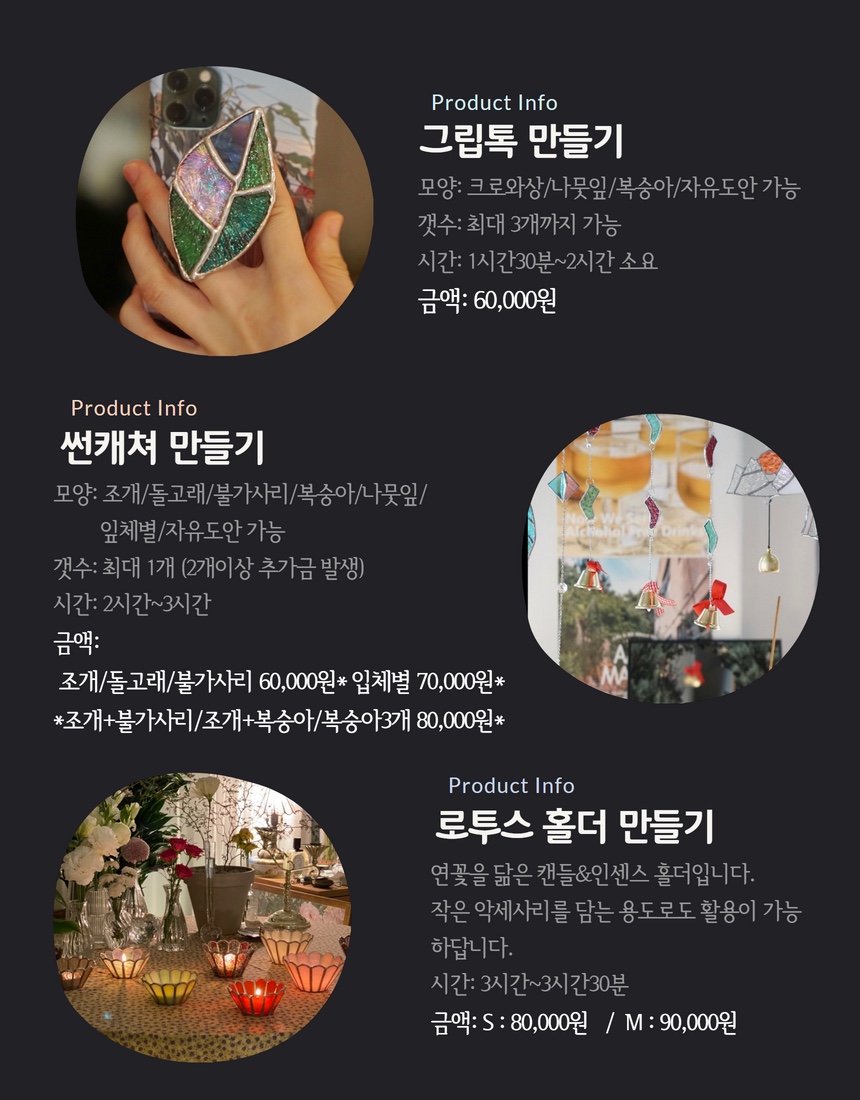 Product Info
그립톡 만들기
모양: 크로와상/나뭇잎/복숭아/자유도안 가능
갯수: 최대 3개까지 가능
시간: 1시간30분~2시간 소요
금액: 60,000원
Product Info
썬캐쳐 만들기
모양: 조개/돌고래/불가사리/복숭아/나뭇잎/
입체별/자유도안 가능
갯수: 최대 1개 (2개이상 추가금 발생)
시간: 2시간~3시간
금액:
조개/돌고래/불가사리 60,000원* 입체별 70,000원*
*조개+불가사리/조개+복숭아/복숭아3개 80,000원*
Product Info
로투스 홀더 만들기
연꽃을 닮은 캔들&인센스 홀더입니다.
작은 악세사리를 담는 용도로도 활용이 가능
하답니다.
시간: 3시간~3시간30분
금액: S : 80,000원 / M : 90,000원